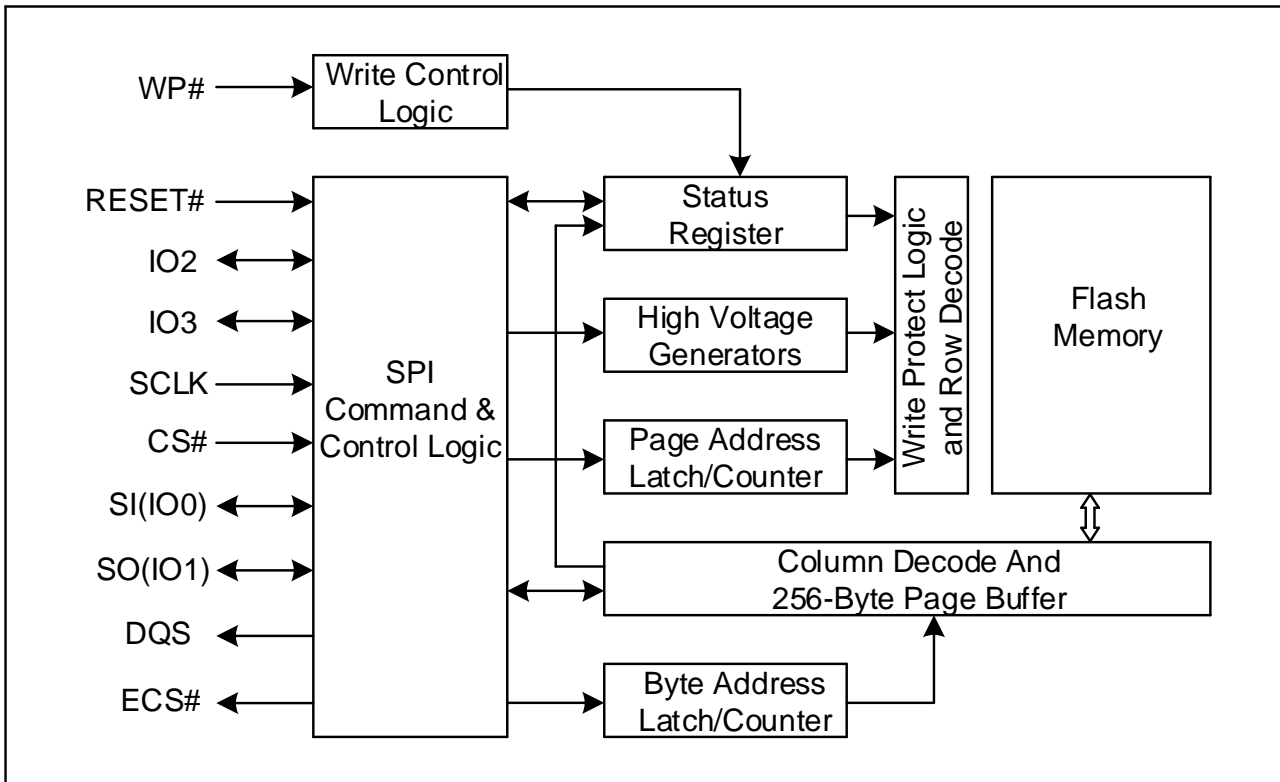 WP#
Write Control
Logic
RESET#
IO2
IO3
SCLK
CS#
SI(IO0)
SO(IO1)
DQS
ECS#
SPI
Command &
Control Logic
Status
Register
High Voltage
Generators
Page Address
Latch/Counter
Write Protect Logic
and Row Decode
Flash
Memory
Column Decode And
256-Byte Page Buffer
Byte Address
Latch/Counter